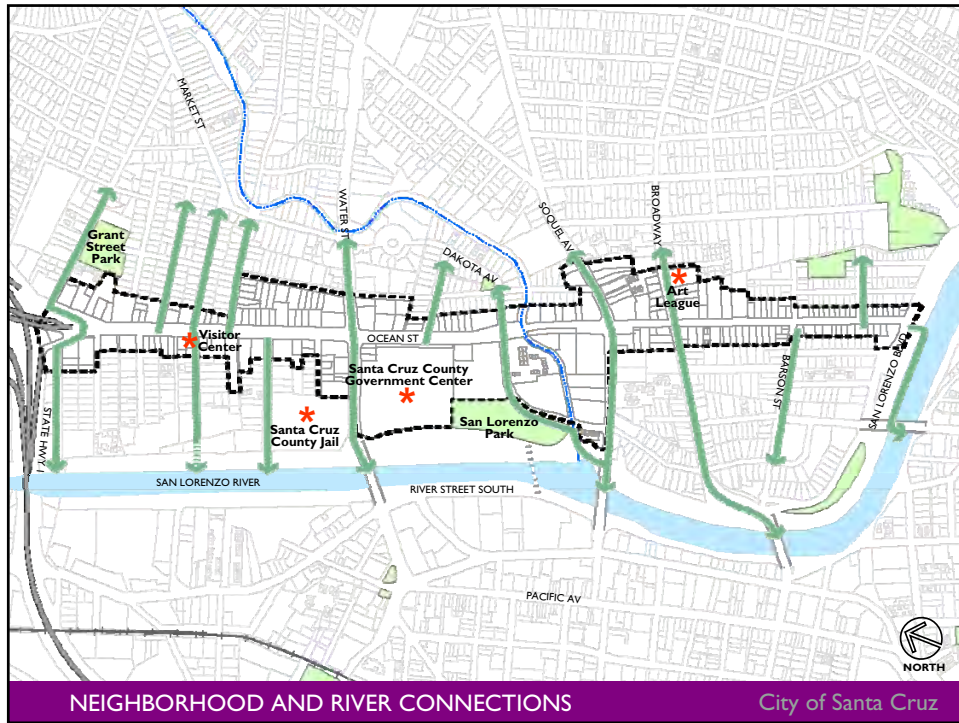 MARKET ST
WATER ST
SOQUEL AV
BROADWAY
DAKOTA AV
Grant
Street
Park
Art
League
Visitor
Center
OCEAN ST
Santa Cruz County
Government Center
BARSON ST
SAN LORENZO BLVD
STATE HWY 1
Santa Cruz
County Jail
San Lorenzo
Park
SAN LORENZO RIVER
RIVER STREET SOUTH
PACIFIC AV
NORTH
NEIGHBORHOOD AND RIVER CONNECTIONS
City of Santa Cruz